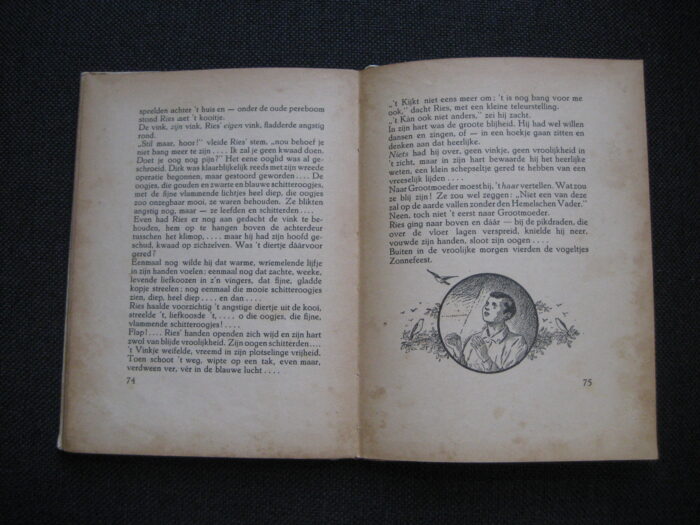 speelden achter 't huis en — onder de oude pereboom
stond Ries met 't kooitje.
De vink, zijn vink, Ries' eigen vink, fladderde angstig
rond.
„Stil maar, hoor!" vleide Ries' stem, „nou behoef je
niet bang meer te zijn .... Ik zal je geen kwaad doen.
Doet je oog nog pijn?" Het eene ooglid was al ge-
schroeid. Dirk was klaarblijkelijk reeds met zijn wreede
operatie begonnen, maar gestoord geworden .... De
oogjes, die gouden en zwarte en blauwe schitteroogjes,
met de fijne vlammende lichtjes heel diep, die oogjes
zoo onzegbaar mooi, ze waren behouden. Ze blikten
angstig nog, maar — ze leefden en schitterden ....
Even had Ries er nog aan gedacht de vink te be-
houden, hem op te hangen boven de achterdeur
tusschen het klimop, .... maar hij had zijn hoofd ge-
schud, kwaad op zichzelven. Was 't diertje dáárvoor
gered?
Eenmaal nog wilde hij dat warme, wriemelende lijfje
in zijn handen voelen: eenmaal nog dat zachte, weeke,
levende liefkoozen in z'n vingers, dat fijne, gladde
kopje streelen; nog eenmaal die mooie schitteroogjes
zien, diep, heel diep .... en dan ....
Ries haalde voorzichtig 't angstige diertje uit de kooi,
streelde 't, liefkoosde 't, .... o die oogjes, die fijne,
vlammende schitteroogjes! ....
Flap! .... Ries' handen openden zich wijd en zijn hart
zwol van blijde vroolijkheid. Zijn oogen schitterden ....
't Vinkje weifelde, vreemd in zijn plotselinge vrijheid.
Toen schoot 't weg, wipte op een tak, even maar,
verdween ver, vèr in de blauwe lucht ....
74
„'t Kijkt niet eens meer om: 't is nog bang voor me
ook," dacht Ries, met een kleine teleurstelling.
„'t Kàn ook niet anders," zei hij zacht.
In zijn hart was de groote blijheid. Hij had wel willen
dansen en zingen, of — in een hoekje gaan zitten en
denken aan dat heerlijke.
Niets had hij over, geen vinkje, geen vroolijkheid in
't zicht, maar in zijn hart bewaarde hij het heerlijke
weten, een klein schepseltje gered te hebben van een
vreeselijk lijden ....
Naar Grootmoeder moest hij, 't haar vertellen. Wat zou
ze blij zijn! Ze zou wel zeggen: „Niet een van deze
zal op de aarde vallen zonder den Hemelschen Vader."
Neen, toch niet 't eerst naar Grootmoeder.
Ries ging naar boven en dáár — bij de pikdraden, die
over de vloer lagen verspreid, knielde hij neer,
vouwde zijn handen, sloot zijn oogen ....
Buiten in de vroolijke morgen vierden de vogeltjes
Zonnefeest.
75